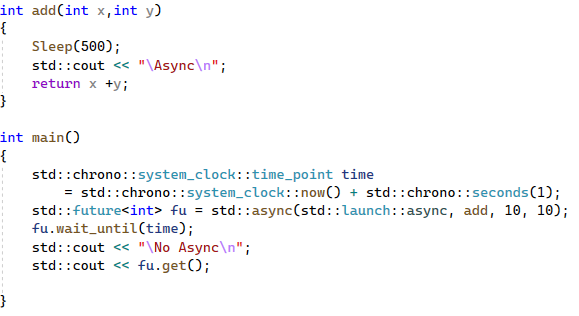 int add(int x,int y)
{
    Sleep(500);
    std::cout << "\Async\n";
    return x +y;
}

int main()
{
    std::chrono::system_clock::time_point time
        = std::chrono::system_clock::now() + std::chrono::seconds(1);
    std::future<int> fu = std::async(std::launch::async, add, 10, 10);
    fu.wait_until(time);
    std::cout << "\No Async\n";
    std::cout << fu.get();

}